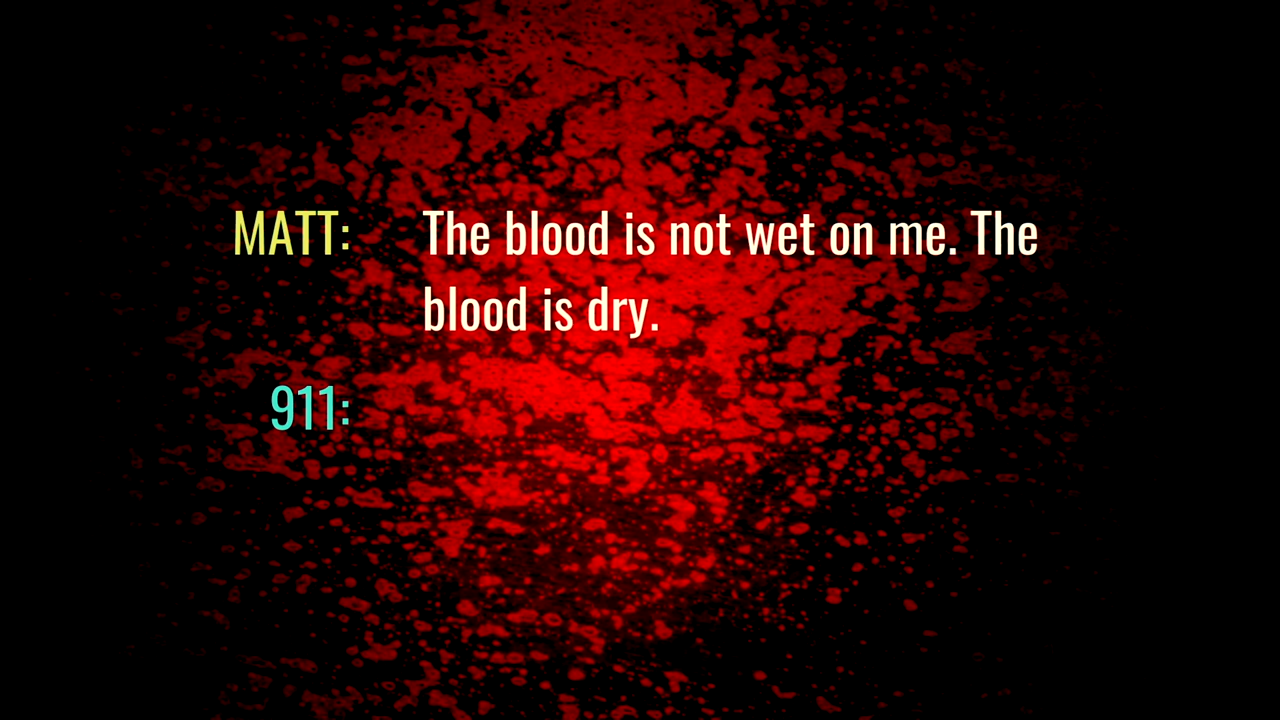 MATT: The blood is not wet on me. The
blood is dry.
911: